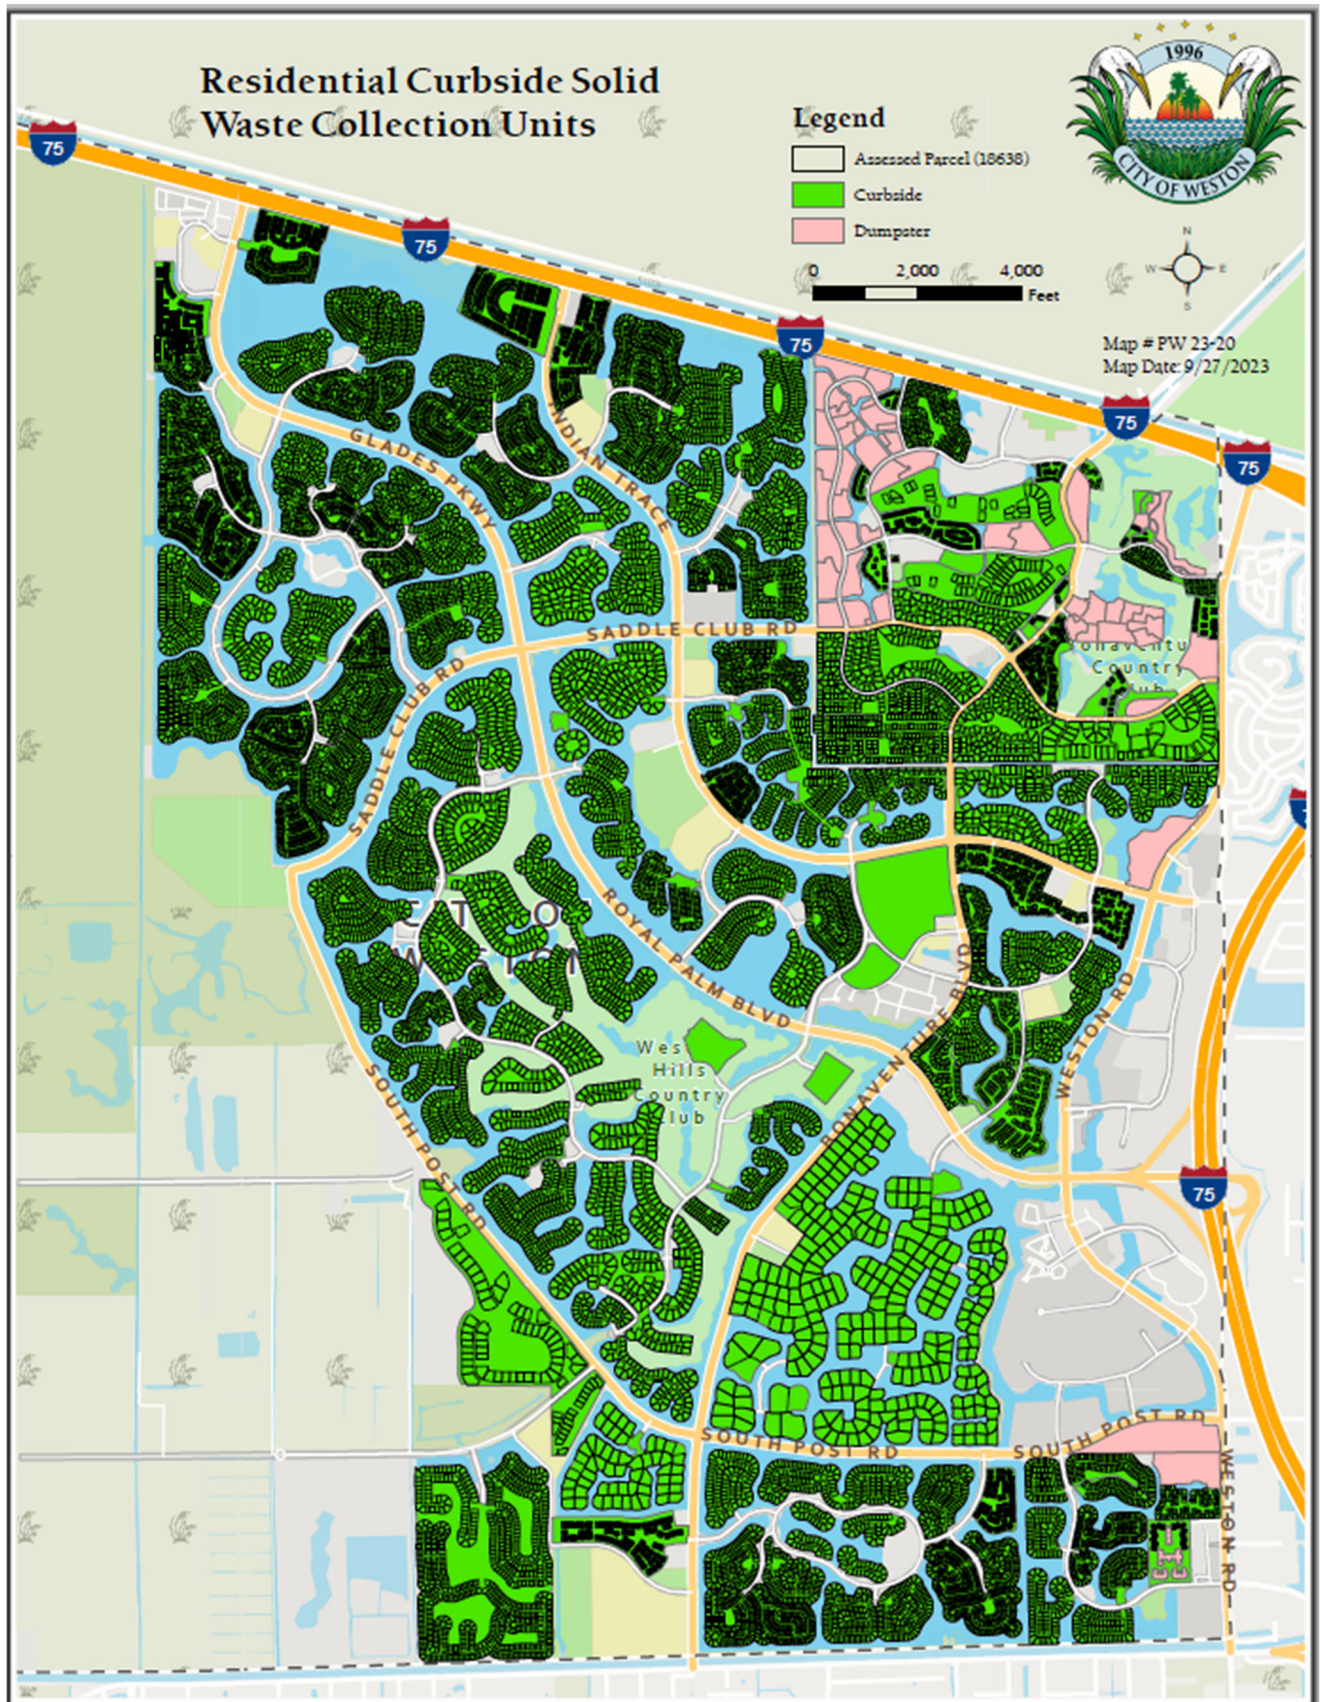 Residential Curbside Solid
Waste Collection Units
1996
CITY OF WESTON
Legend
Assessed Parcel (18638)
Curbside
Dumpster
0 2,000 4,000
Feet
N
W E
S
Map # PW 23-20
Map Date: 9/27/2023
75
75
75
75
75
GLADES PKWY
INDIAN TRACE
SADDLE CLUB RD
SADDLE CLUB RD
Country
ROYAL PALM BLVD
BONAVENTURE BLVD
WESTON RD
Hills
Country
SOUTH POST RD
BONAVENTURE BLVD
75
SOUTH POST RD
SOUTH POST RD
WESTON RD